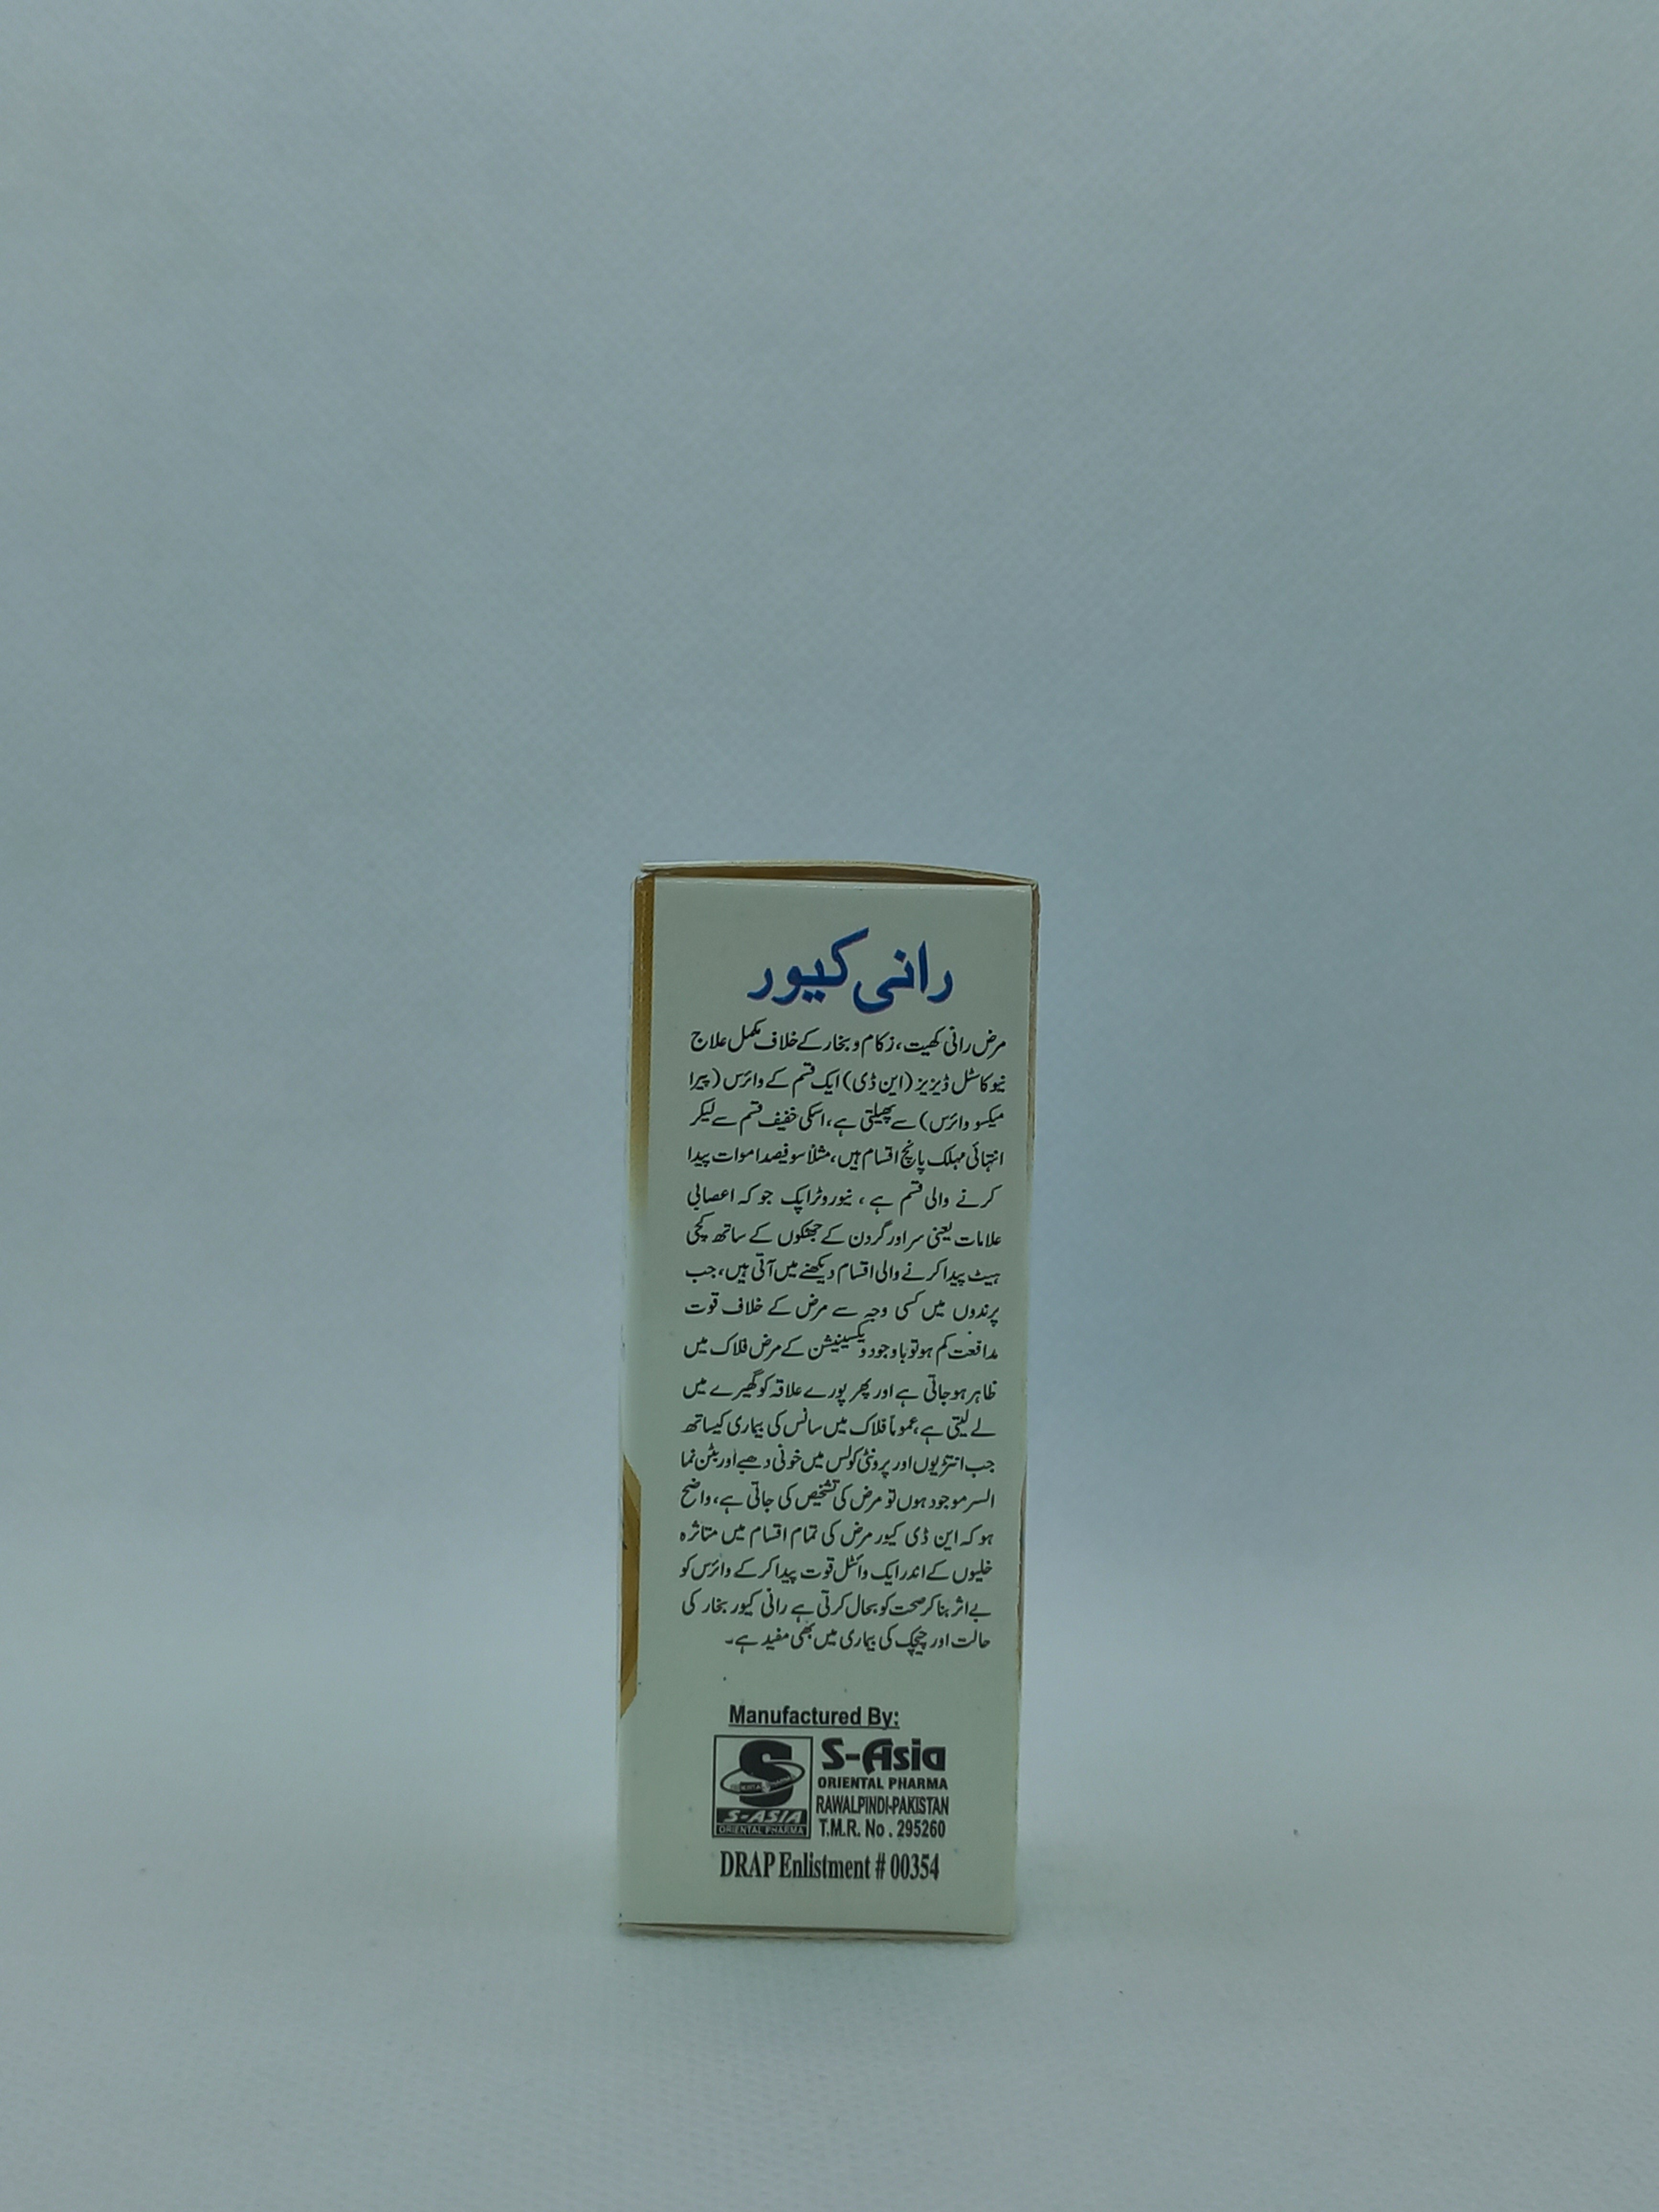 رانی کیور
مرض رانی کھیت، زکام و بخار کے خلاف مکمل علاج
نیو کاسٹل ڈیزیز (این ڈی) ایک قسم کے وائرس (پیرا
میکسو وائرس) سے پھیلتی ہے، اسکی خفیف قسم سے لیکر
انتہائی مہلک پانچ اقسام ہیں، مثلاً سو فیصد اموات پیدا
کرنے والی قسم ہے ، نیوروٹراپک جو کہ اعصابی
علامات یعنی سر اور گردن کے جھٹکوں کے ساتھ کچی
بیٹ پیدا کرنے والی اقسام دیکھنے میں آتی ہیں، جب
پرندوں میں کسی وجہ سے مرض کے خلاف قوت
مدافعت کم ہو تو باوجود ویکسینیشن کے مرض فلاک میں
ظاہر ہو جاتی ہے اور پھر پورے علاقہ کو گھیرے میں
لے لیتی ہے، عموماً فلاک میں سانس کی بیماری کیساتھ
جب انتڑیوں اور پرونٹی کولس میں خونی دھبے اور بٹن نما
السر موجود ہوں تو مرض کی تشخیص کی جاتی ہے، واضح
ہو کہ این ڈی کیور مرض کی تمام اقسام میں متاثرہ
خلیوں کے اندر ایک وائٹل قوت پیدا کر کے وائرس کو
بے اثر بنا کر صحت کو بحال کرتی ہے رانی کیور بخار کی
حالت اور چیچک کی بیماری میں بھی مفید ہے۔
Manufactured By:
S-Asia
ORIENTAL PHARMA
RAWALPINDI-PAKISTAN
T.M.R. No. 295260
S-ASIA
ORIENTAL PHARMA
DRAP Enlistment # 00354